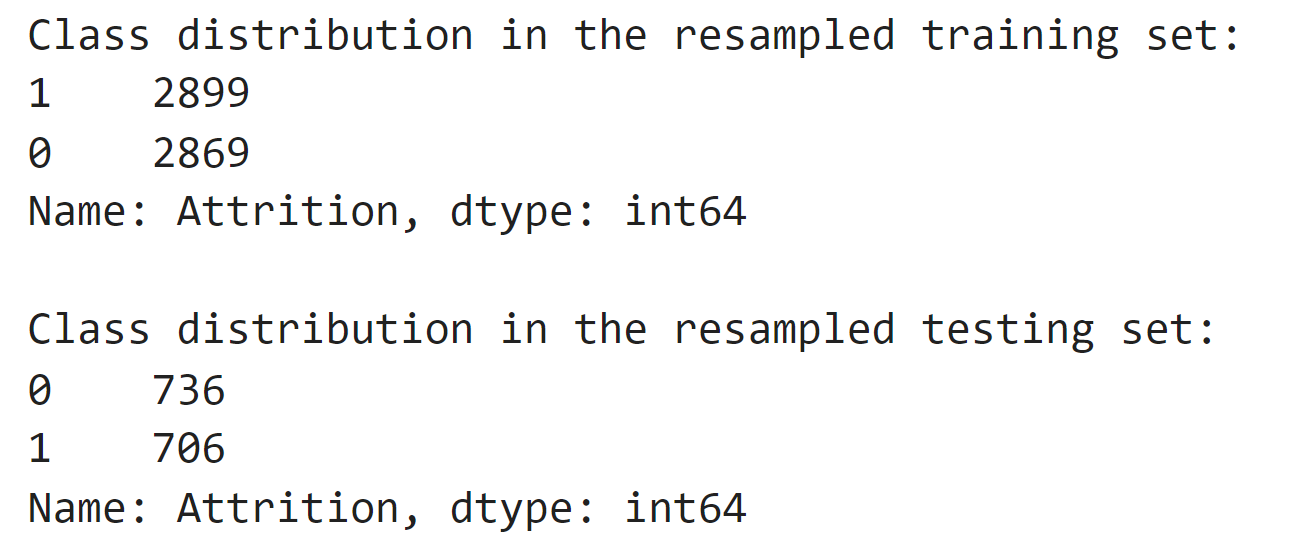 Class distribution in the resampled training set:
1    2899
0    2869
Name: Attrition, dtype: int64

Class distribution in the resampled testing set:
0    736
1    706
Name: Attrition, dtype: int64